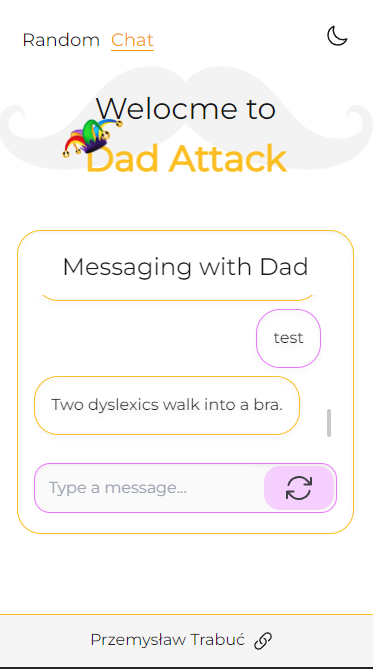 Random Chat
Welocme to
Dad Attack
Messaging with Dad
test
Two dyslexics walk into a bra.
Type a message...
Przemysław Trabuć